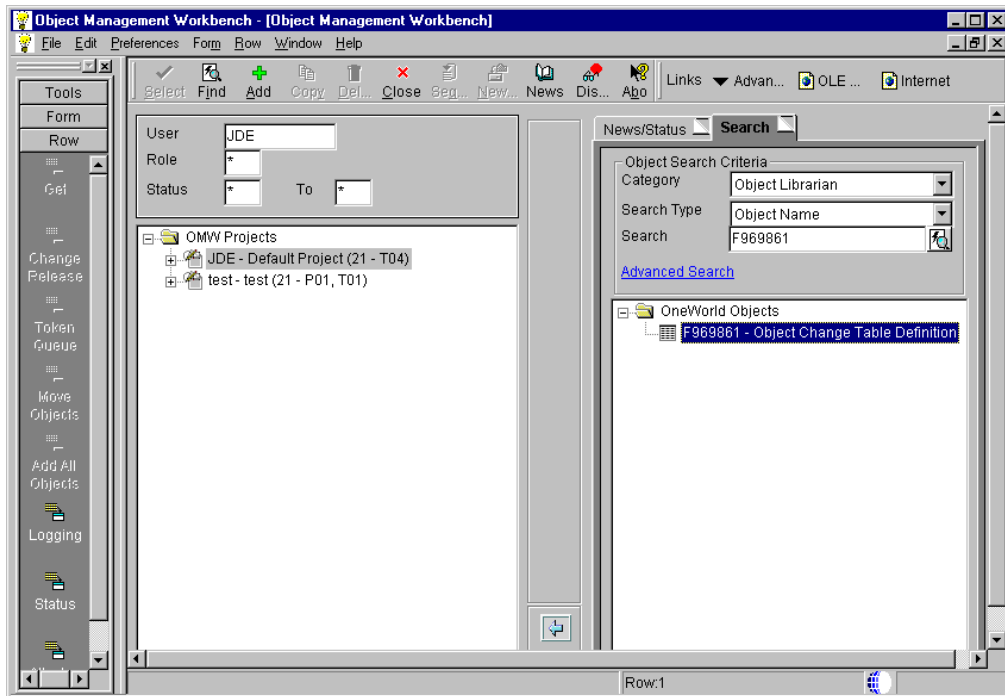 Object Management Workbench - [Object Management Workbench]
File Edit Preferences Form Row Window Help
Select Find Add Copy Del... Close Seq... New... News Dis... Abo Links Advan... OLE ... Internet
Tools
Form
Row
Get
Change
Release
Token
Queue
Move
Objects
Add All
Objects
Logging
Status
User JDE
Role *
Status * To *
OMW Projects
JDE - Default Project (21 - T04)
test - test (21 - P01, T01)
News/Status Search
Object Search Criteria
Category Object Librarian
Search Type Object Name
Search F969861
Advanced Search
OneWorld Objects
F969861 - Object Change Table Definition
Row:1